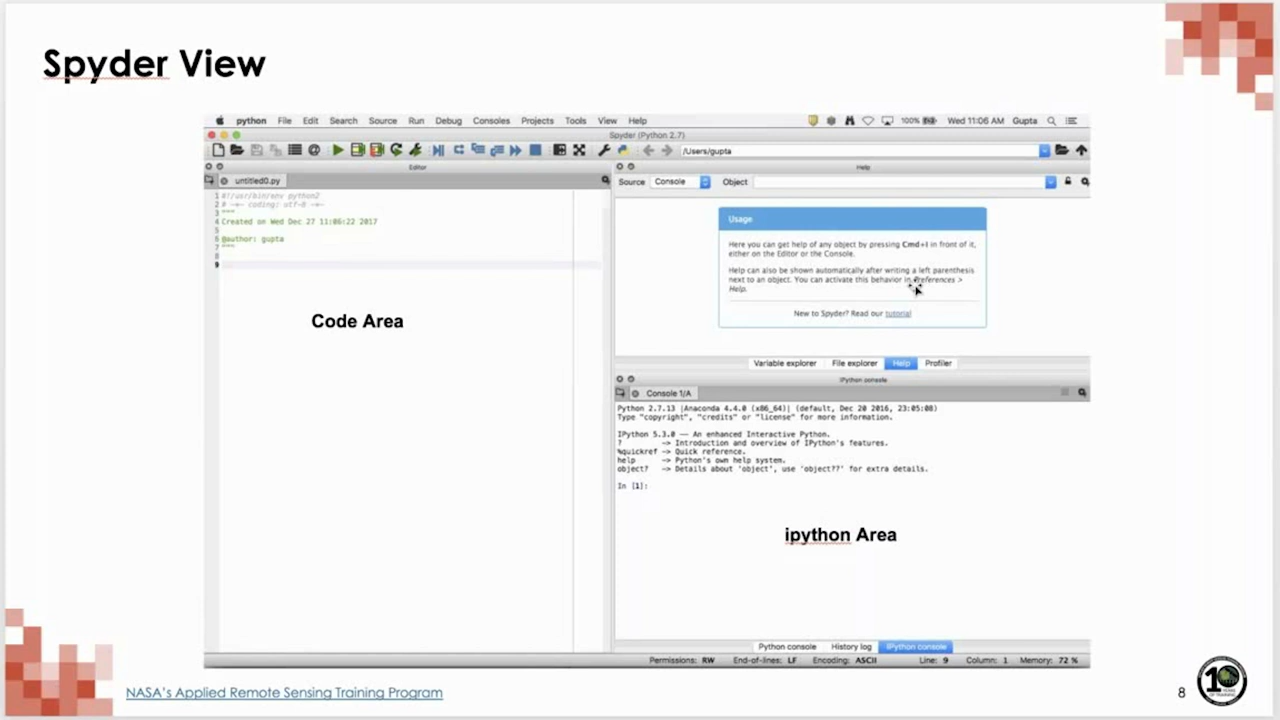 Spyder View
python File Edit Search Source Run Debug Consoles Projects Tools View Help 100% Wed 11:06 AM Gupta
Spyder (Python 2.7)
/Users/gupta
Editor
untitled0.py
1 #!/usr/bin/env python2
2 # -*- coding: utf-8 -*-
3 """
4 Created on Wed Dec 27 11:06:22 2017
5
6 @author: gupta
7 """
8
9
Code Area
Help
Source Console Object
Usage
Here you can get help of any object by pressing Cmd+I in front of it,
either on the Editor or the Console.
Help can also be shown automatically after writing a left parenthesis
next to an object. You can activate this behavior in Preferences >
Help.
New to Spyder? Read our tutorial
Variable explorer File explorer Help Profiler
IPython console
Console 1/A
Python 2.7.13 |Anaconda 4.4.0 (x86_64)| (default, Dec 20 2016, 23:05:08)
Type "copyright", "credits" or "license" for more information.
IPython 5.3.0 -- An enhanced Interactive Python.
? -> Introduction and overview of IPython's features.
%quickref -> Quick reference.
help -> Python's own help system.
object? -> Details about 'object', use 'object??' for extra details.
In [1]:
ipython Area
Python console History log IPython console
Permissions: RW End-of-lines: LF Encoding: ASCII Line: 9 Column: 1 Memory: 72 %
NASA's Applied Remote Sensing Training Program
8
10